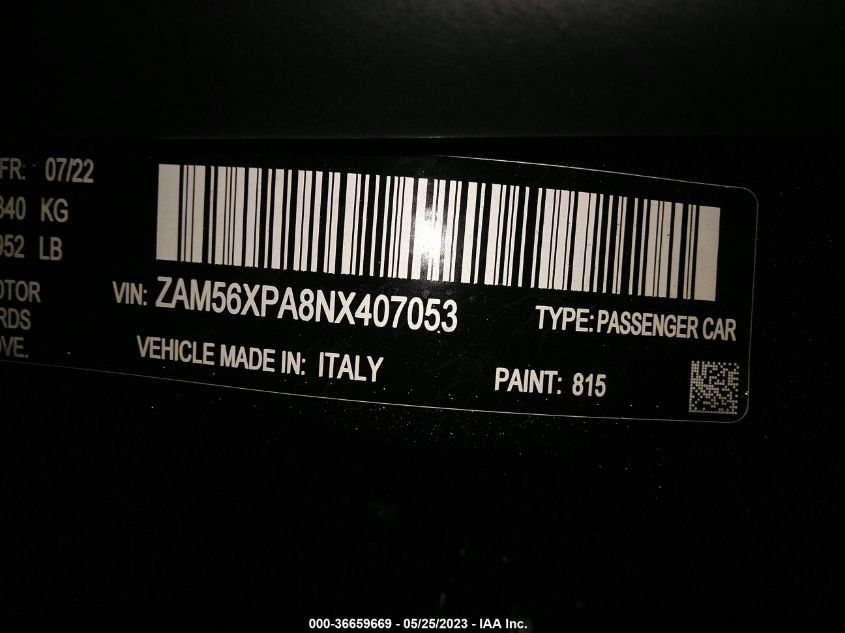 FR: 07/22
340 KG
952 LB
OTOR
RDS
OVE.
VIN: ZAM56XPA8NX407053
TYPE: PASSENGER CAR
VEHICLE MADE IN: ITALY
PAINT: 815
000-36659669 - 05/25/2023 - IAA Inc.